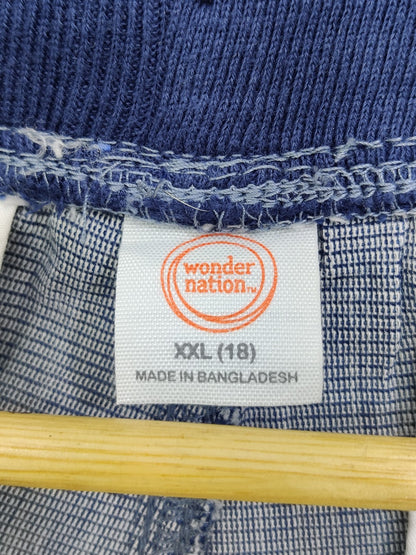 wonder
nation™
XXL (18)
MADE IN BANGLADESH